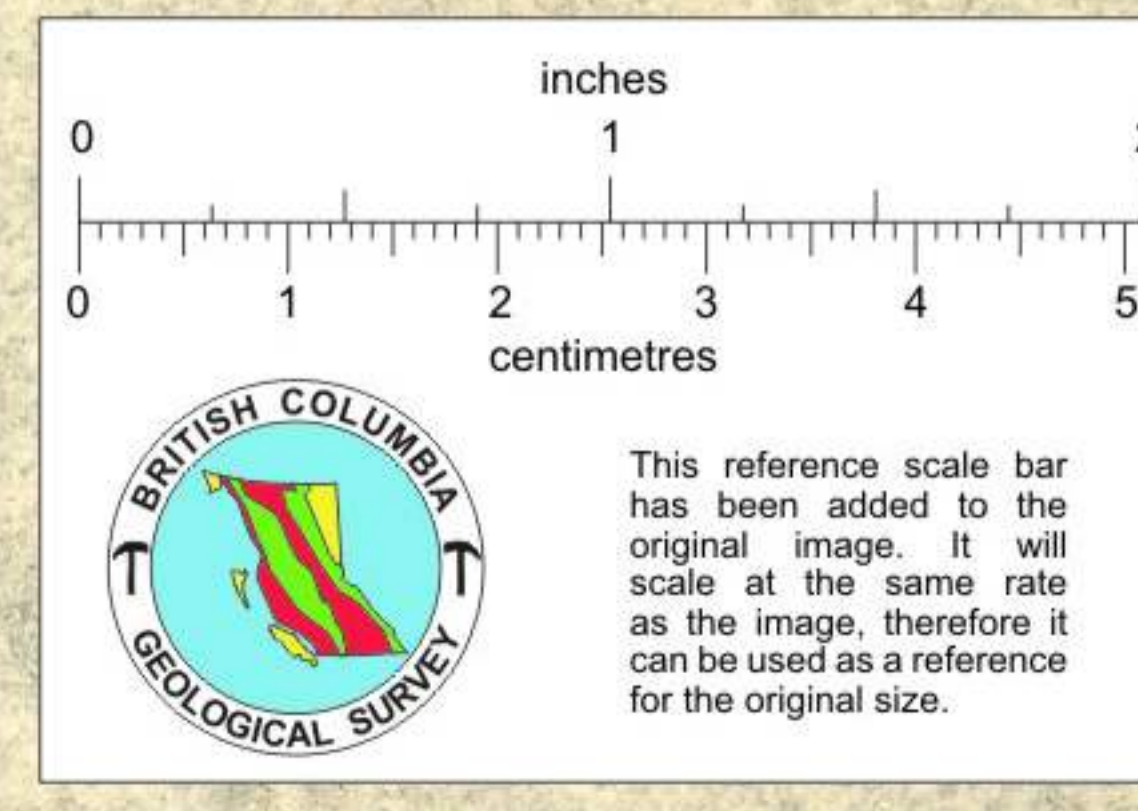 inches
0 1
0 1 2 3 4 5
centimetres
BRITISH COLUMBIA
GEOLOGICAL SURVEY
This reference scale bar
has been added to the
original image. It will
scale at the same rate
as the image, therefore it
can be used as a reference
for the original size.